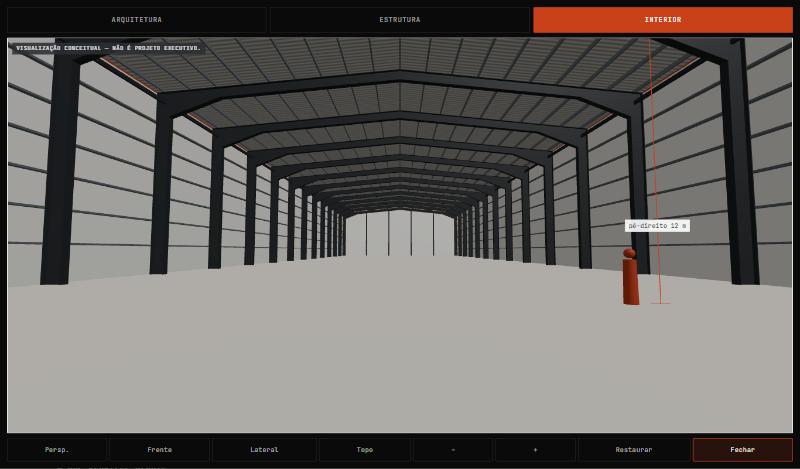 ARQUITETURA
ESTRUTURA
INTERIOR
VISUALIZAÇÃO CONCEITUAL — NÃO É PROJETO EXECUTIVO.
pé-direito 12 m
Persp.
Frente
Lateral
Topo
-
+
Restaurar
Fechar